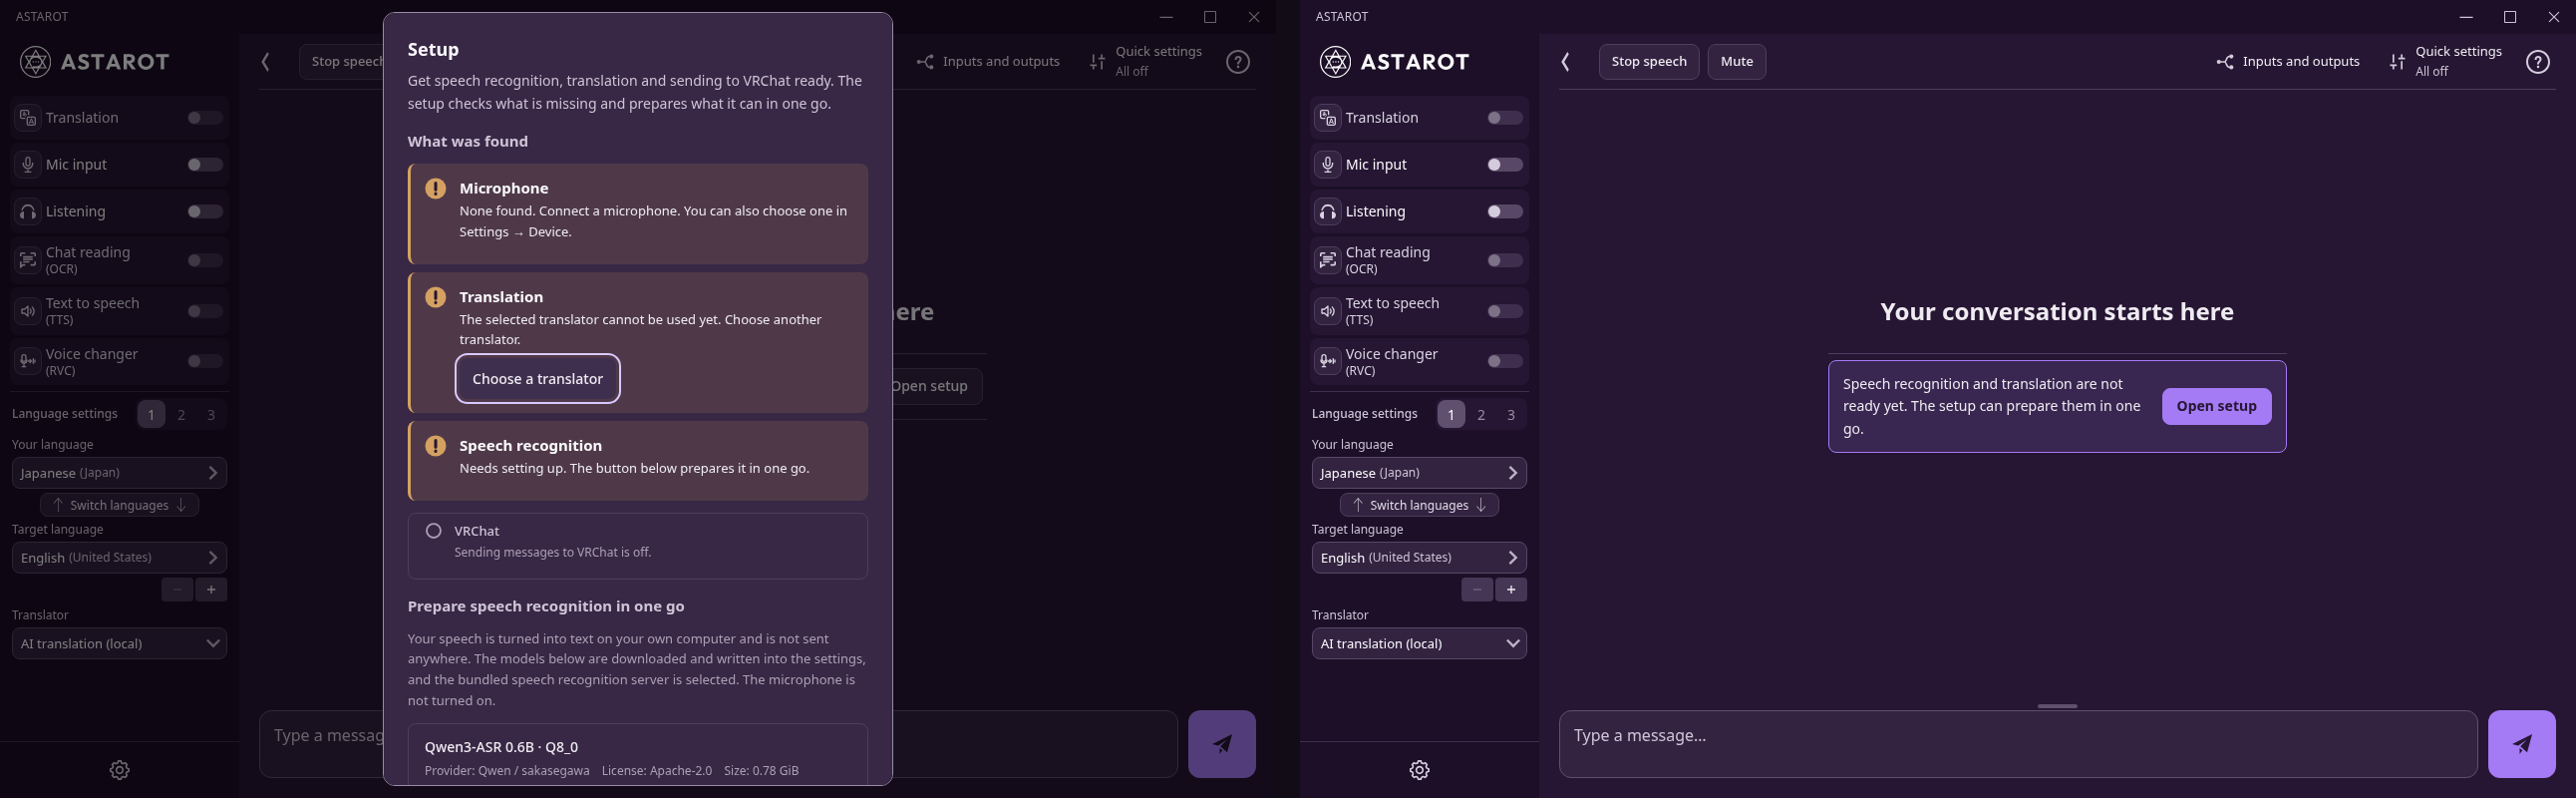 ASTAROT
ASTAROT
Translation
Mic input
Listening
Chat reading
(OCR)
Text to speech
(TTS)
Voice changer
(RVC)
Language settings 1 2 3
Your language
Japanese (Japan)
↑ Switch languages ↓
Target language
English (United States)
− +
Translator
AI translation (local)
Stop speech
Inputs and outputs
Quick settings
All off
?
here
Open setup
Type a messag
Setup
Get speech recognition, translation and sending to VRChat ready. The
setup checks what is missing and prepares what it can in one go.
What was found
Microphone
None found. Connect a microphone. You can also choose one in
Settings → Device.
Translation
The selected translator cannot be used yet. Choose another
translator.
Choose a translator
Speech recognition
Needs setting up. The button below prepares it in one go.
VRChat
Sending messages to VRChat is off.
Prepare speech recognition in one go
Your speech is turned into text on your own computer and is not sent
anywhere. The models below are downloaded and written into the settings,
and the bundled speech recognition server is selected. The microphone is
not turned on.
Qwen3-ASR 0.6B · Q8_0
Provider: Qwen / sakasegawa License: Apache-2.0 Size: 0.78 GiB
ASTAROT
ASTAROT
Translation
Mic input
Listening
Chat reading
(OCR)
Text to speech
(TTS)
Voice changer
(RVC)
Language settings 1 2 3
Your language
Japanese (Japan)
↑ Switch languages ↓
Target language
English (United States)
− +
Translator
AI translation (local)
Stop speech
Mute
Inputs and outputs
Quick settings
All off
?
Your conversation starts here
Speech recognition and translation are not
ready yet. The setup can prepare them in one
go.
Open setup
Type a message...